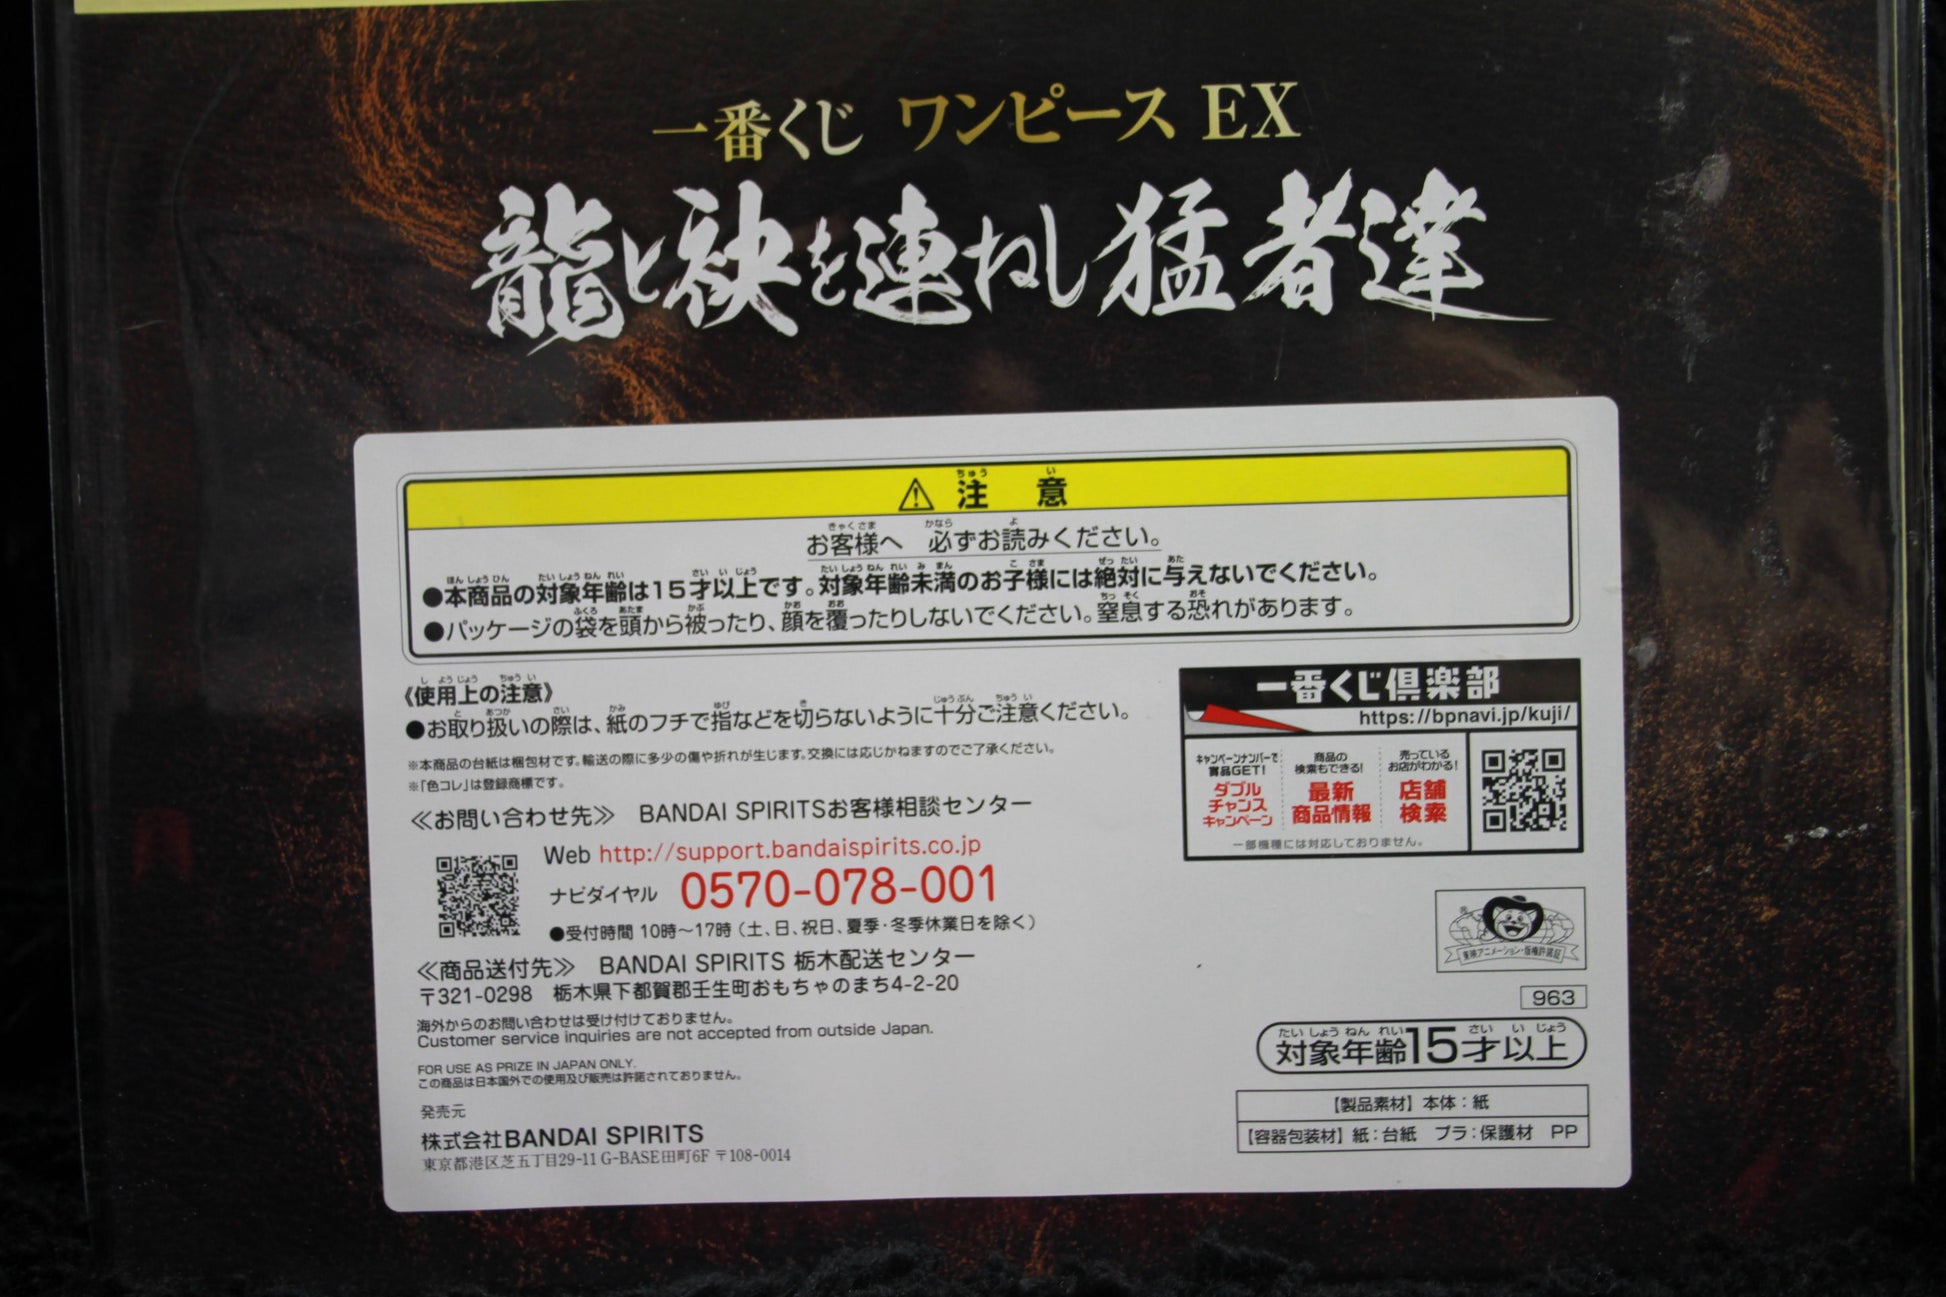 一番くじ ワンピース EX
龍と袂を連ねし猛者達
⚠ 注意
お客様へ 必ずお読みください。
●本商品の対象年齢は15才以上です。対象年齢未満のお子様には絶対に与えないでください。
●パッケージの袋を頭から被ったり、顔を覆ったりしないでください。窒息する恐れがあります。
《使用上の注意》
●お取り扱いの際は、紙のフチで指などを切らないように十分ご注意ください。
※本商品の台紙は梱包材です。輸送の際に多少の傷や折れが生じます。交換には応じかねますのでご了承ください。
※「色コレ」は登録商標です。
≪お問い合わせ先≫ BANDAI SPIRITSお客様相談センター
Web http://support.bandaispirits.co.jp
ナビダイヤル 0570-078-001
●受付時間 10時～17時（土、日、祝日、夏季・冬季休業日を除く）
≪商品送付先≫ BANDAI SPIRITS 栃木配送センター
〒321-0298 栃木県下都賀郡壬生町おもちゃのまち4-2-20
海外からのお問い合わせは受け付けておりません。
Customer service inquiries are not accepted from outside Japan.
FOR USE AS PRIZE IN JAPAN ONLY.
この商品は日本国外での使用及び販売は許諾されておりません。
発売元
株式会社BANDAI SPIRITS
東京都港区芝五丁目29-11 G-BASE田町6F 〒108-0014
一番くじ倶楽部
https://bpnavi.jp/kuji/
キャンペーンナンバーで
賞品GET!
ダブル
チャンス
キャンペーン
商品の
検索もできる!
最新
商品情報
売っている
お店がわかる!
店舗
検索
一部機種には対応しておりません。
東映アニメーション・版権許諾証
963
対象年齢15才以上
【製品素材】本体：紙
【容器包装材】紙：台紙 プラ：保護材 PP